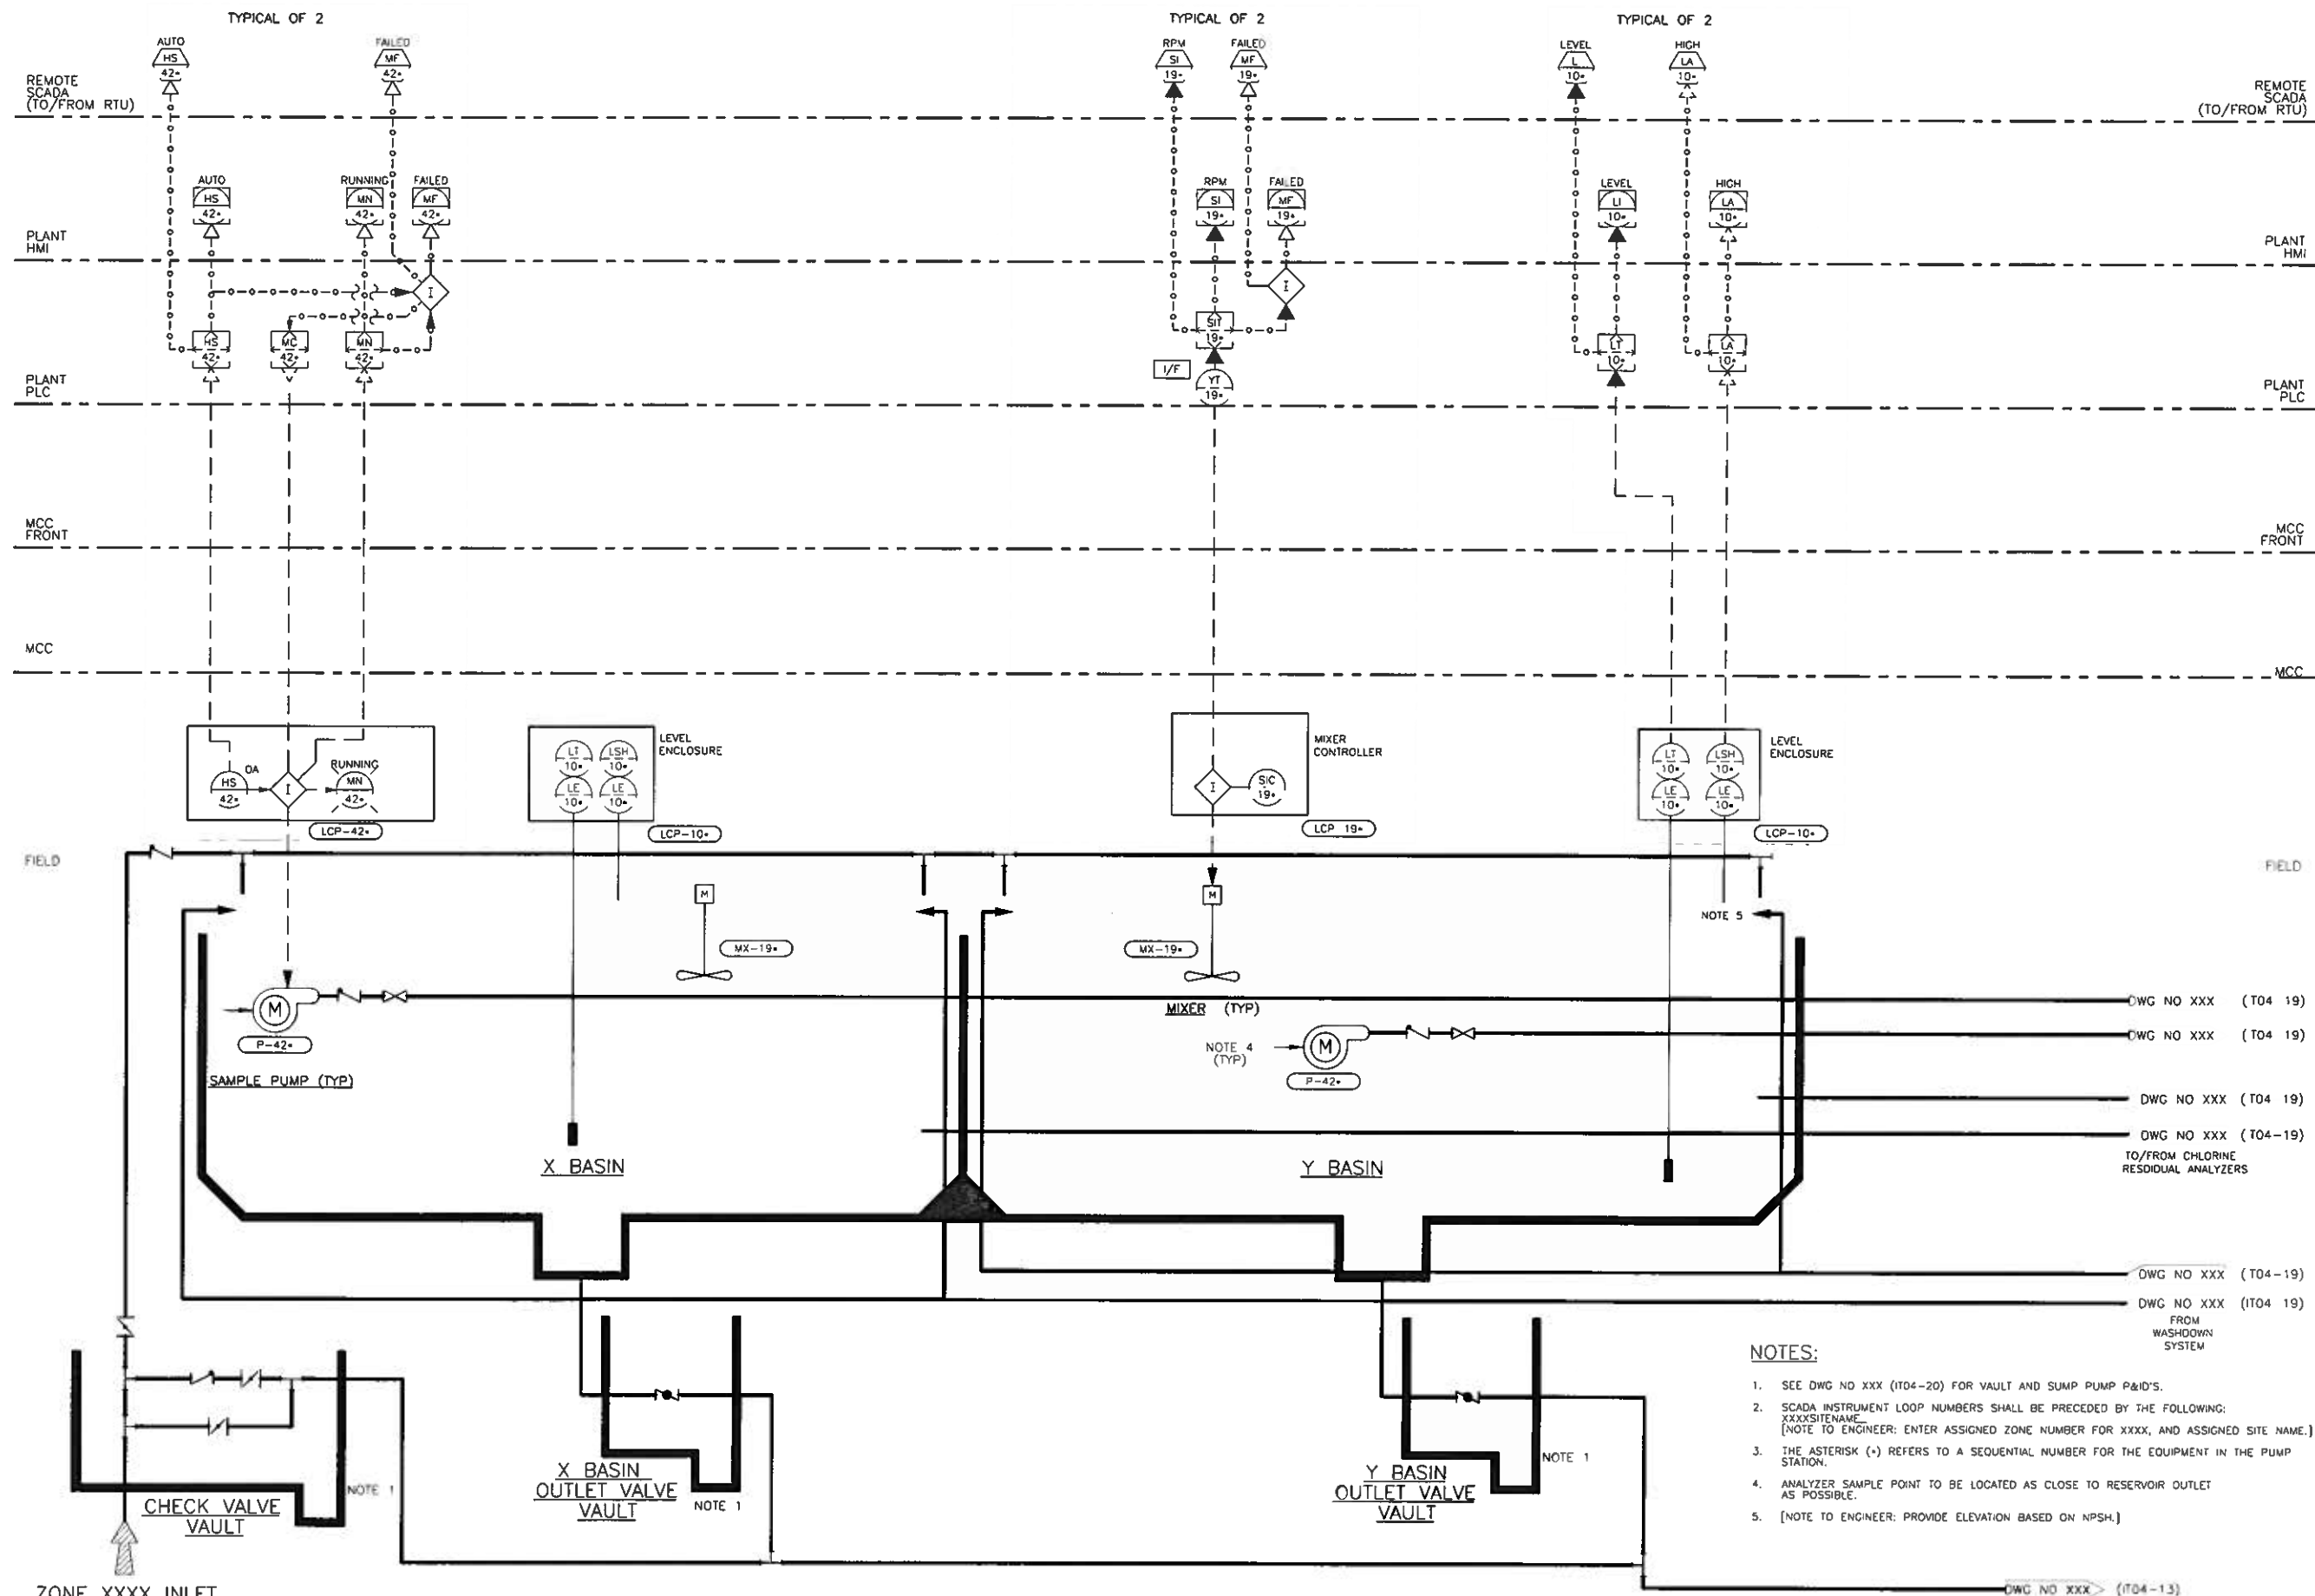 TYPICAL OF 2
TYPICAL OF 2
TYPICAL OF 2
AUTO
HS
42*
FAILED
MF
42*
RPM
SI
19*
FAILED
MF
19*
LEVEL
L
10*
HIGH
LA
10*
REMOTE
SCADA
(TO/FROM RTU)
REMOTE
SCADA
(TO/FROM RTU)
AUTO
HS
42*
RUNNING
MN
42*
FAILED
MF
42*
RPM
SI
19*
FAILED
MF
19*
LEVEL
LI
10*
HIGH
LA
10*
PLANT
HMI
PLANT
HMI
I
I
HS
42*
MC
42*
MN
42*
SIT
19*
LT
10*
LA
10*
I/F
YT
19*
PLANT
PLC
PLANT
PLC
MCC
FRONT
MCC
FRONT
MCC
MCC
OA
HS
42*
I
RUNNING
MN
42*
LCP-42*
LT
10*
LSH
10*
LE
10*
LE
10*
LEVEL
ENCLOSURE
LCP-10*
I
SIC
19*
MIXER
CONTROLLER
LCP 19*
LT
10*
LSH
10*
LE
10*
LE
10*
LEVEL
ENCLOSURE
LCP-10*
FIELD
FIELD
M
MX-19*
M
MX-19*
NOTE 5
M
P-42*
SAMPLE PUMP (TYP)
MIXER (TYP)
NOTE 4
(TYP)
M
P-42*
DWG NO XXX (T04 19)
DWG NO XXX (T04 19)
DWG NO XXX (T04 19)
DWG NO XXX (T04-19)
TO/FROM CHLORINE
RESDIDUAL ANALYZERS
X BASIN
Y BASIN
DWG NO XXX (T04-19)
DWG NO XXX (IT04 19)
FROM
WASHDOWN
SYSTEM
CHECK VALVE
VAULT
NOTE 1
X BASIN
OUTLET VALVE
VAULT
NOTE 1
Y BASIN
OUTLET VALVE
VAULT
NOTE 1
NOTES:
1. SEE DWG NO XXX (IT04-20) FOR VAULT AND SUMP PUMP P&ID'S.
2. SCADA INSTRUMENT LOOP NUMBERS SHALL BE PRECEDED BY THE FOLLOWING:
XXXXSITENAME_
[NOTE TO ENGINEER: ENTER ASSIGNED ZONE NUMBER FOR XXXX, AND ASSIGNED SITE NAME.]
3. THE ASTERISK (*) REFERS TO A SEQUENTIAL NUMBER FOR THE EQUIPMENT IN THE PUMP
STATION.
4. ANALYZER SAMPLE POINT TO BE LOCATED AS CLOSE TO RESERVOIR OUTLET
AS POSSIBLE.
5. [NOTE TO ENGINEER: PROVIDE ELEVATION BASED ON NPSH.]
ZONE XXXX INLET
DWG NO XXX (IT04-13)